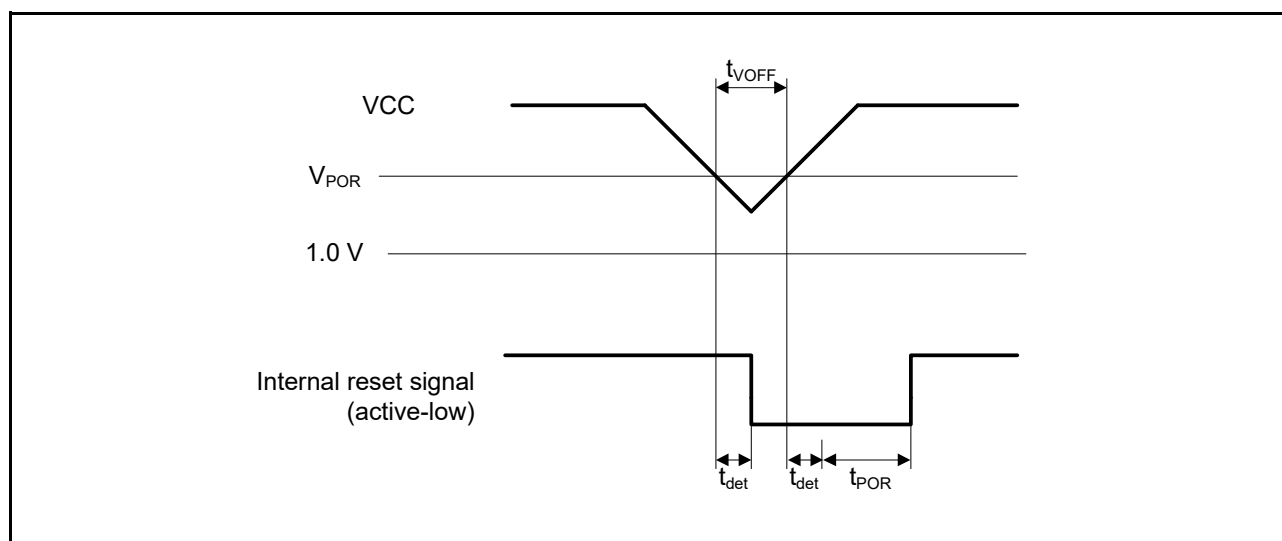 tVOFF
VCC
VPOR
1.0 V
Internal reset signal
(active-low)
tdet
tdet
tPOR